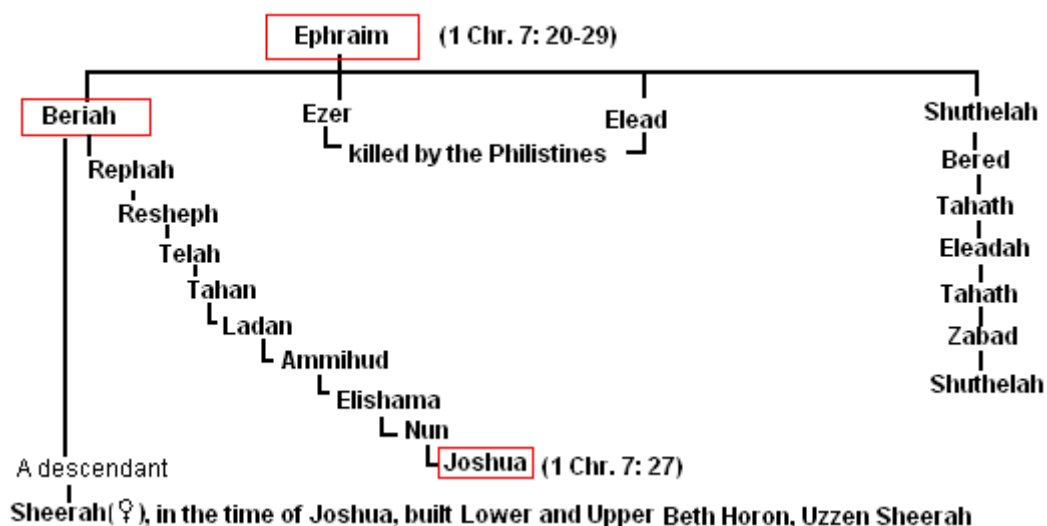 Ephraim (1 Chr. 7: 20-29)
Beriah Ezer Elead Shuthelah
killed by the Philistines
Rephah Bered
Resheph Tahath
Telah Eleadah
Tahan Tahath
Ladan Zabad
Ammihud Shuthelah
Elishama
Nun
Joshua (1 Chr. 7: 27)
A descendant
Sheerah(♀), in the time of Joshua, built Lower and Upper Beth Horon, Uzzen Sheerah